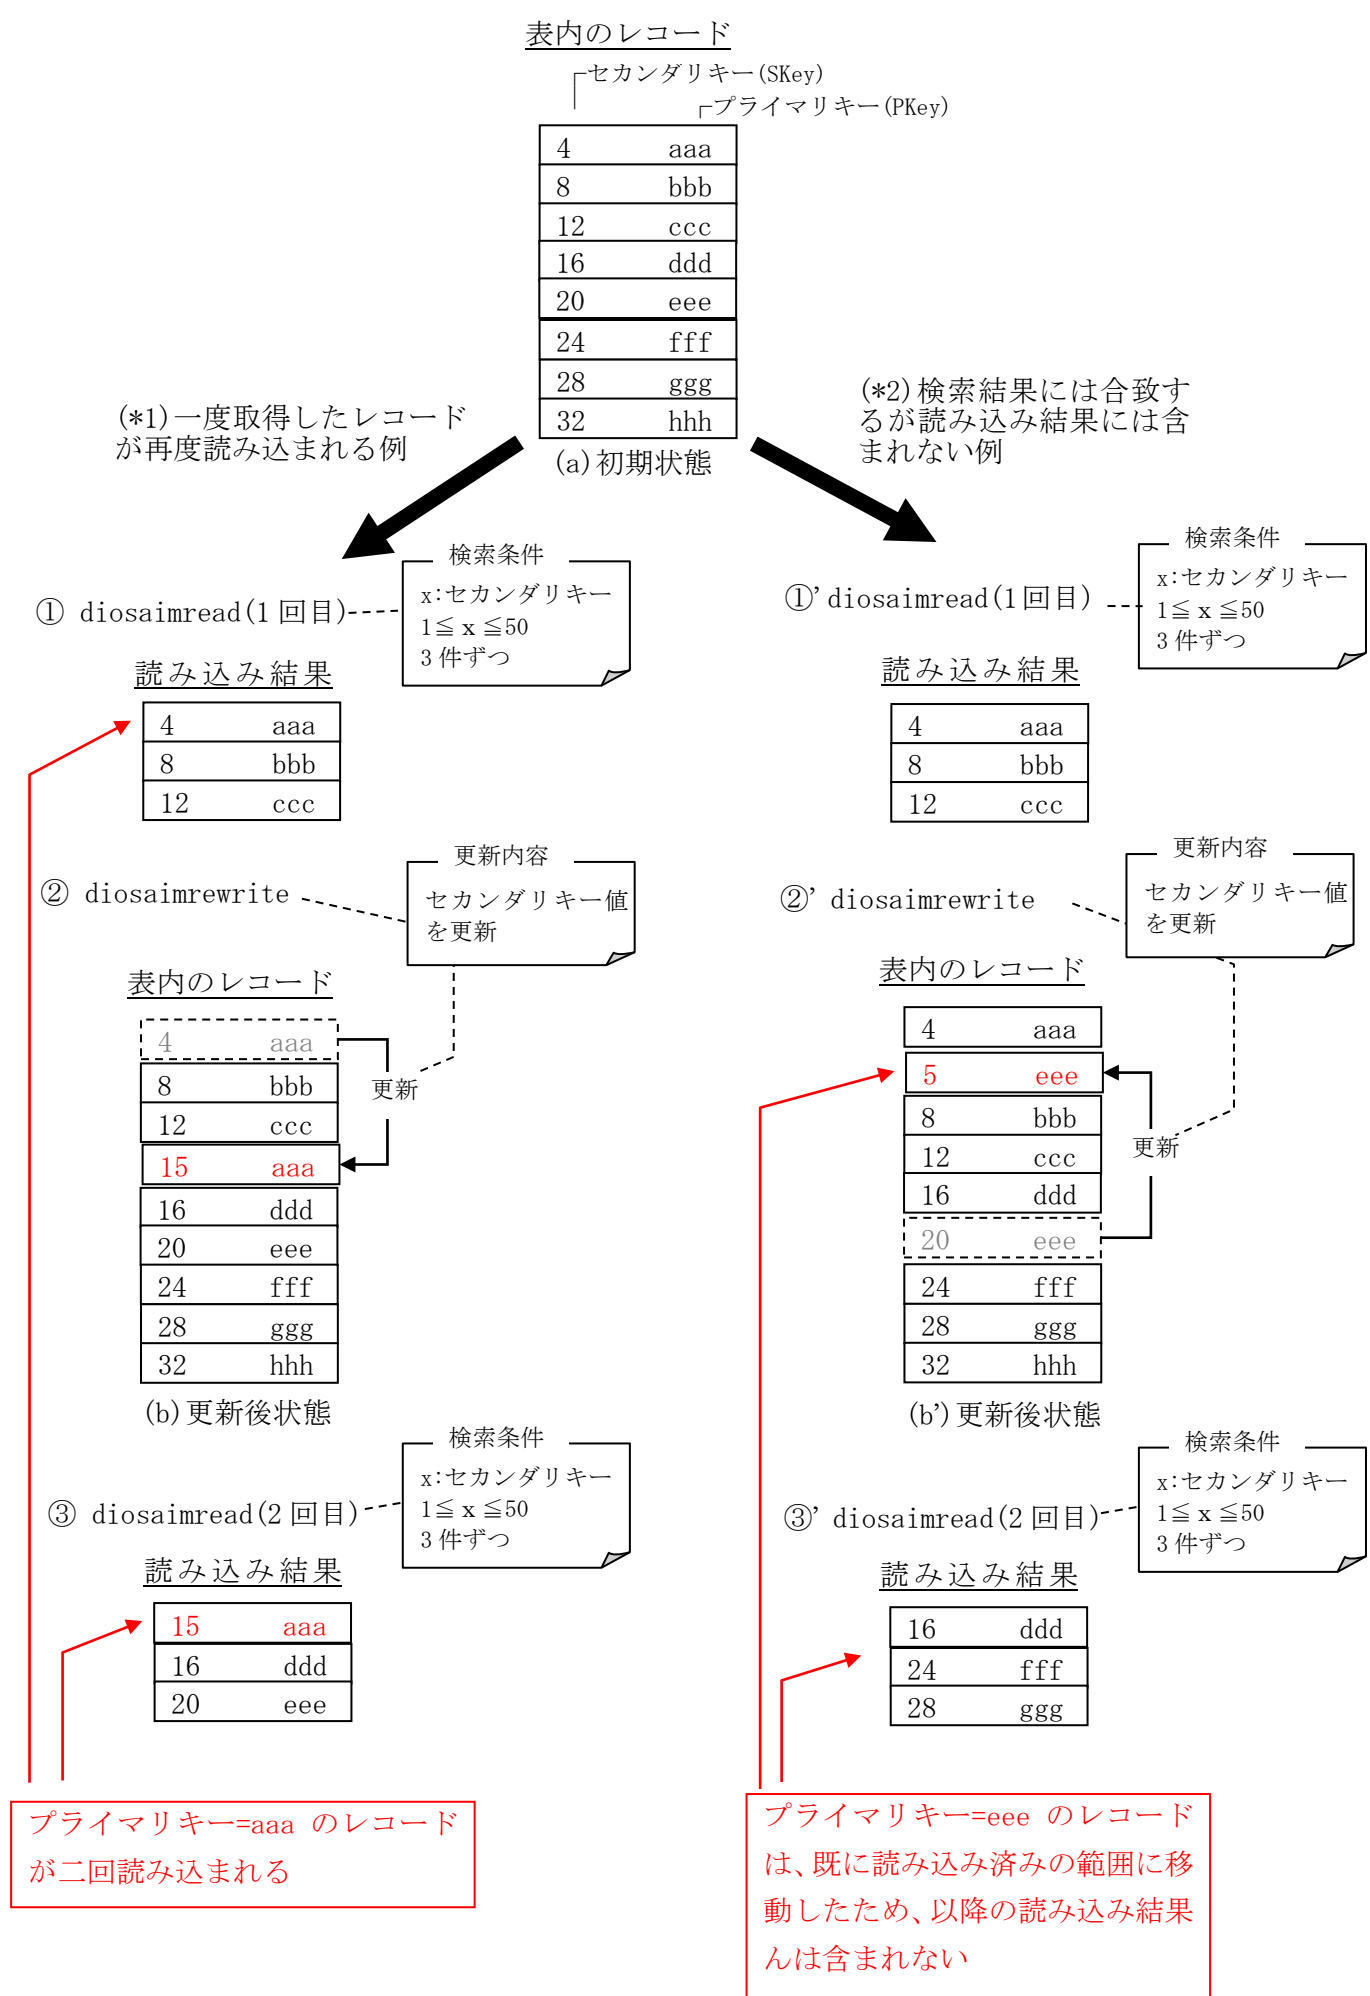 表内のレコード
セカンダリキー(SKey)
プライマリキー(PKey)
4 aaa
8 bbb
12 ccc
16 ddd
20 eee
24 fff
28 ggg
32 hhh
(a)初期状態
(*1)一度取得したレコード
が再度読み込まれる例
(*2)検索結果には合致す
るが読み込み結果には含
まれない例
① diosaimread(1回目)
検索条件
x:セカンダリキー
1≦ x ≦50
3件ずつ
読み込み結果
4 aaa
8 bbb
12 ccc
② diosaimrewrite
更新内容
セカンダリキー値
を更新
表内のレコード
4 aaa
8 bbb
12 ccc
15 aaa
16 ddd
20 eee
24 fff
28 ggg
32 hhh
更新
(b)更新後状態
③ diosaimread(2回目)
検索条件
x:セカンダリキー
1≦ x ≦50
3件ずつ
読み込み結果
15 aaa
16 ddd
20 eee
プライマリキー=aaa のレコード
が二回読み込まれる
①’diosaimread(1回目)
検索条件
x:セカンダリキー
1≦ x ≦50
3件ずつ
読み込み結果
4 aaa
8 bbb
12 ccc
②’ diosaimrewrite
更新内容
セカンダリキー値
を更新
表内のレコード
4 aaa
5 eee
8 bbb
12 ccc
16 ddd
20 eee
24 fff
28 ggg
32 hhh
更新
(b’)更新後状態
③’ diosaimread(2回目)
検索条件
x:セカンダリキー
1≦ x ≦50
3件ずつ
読み込み結果
16 ddd
24 fff
28 ggg
プライマリキー=eee のレコード
は、既に読み込み済みの範囲に移
動したため、以降の読み込み結果
んは含まれない